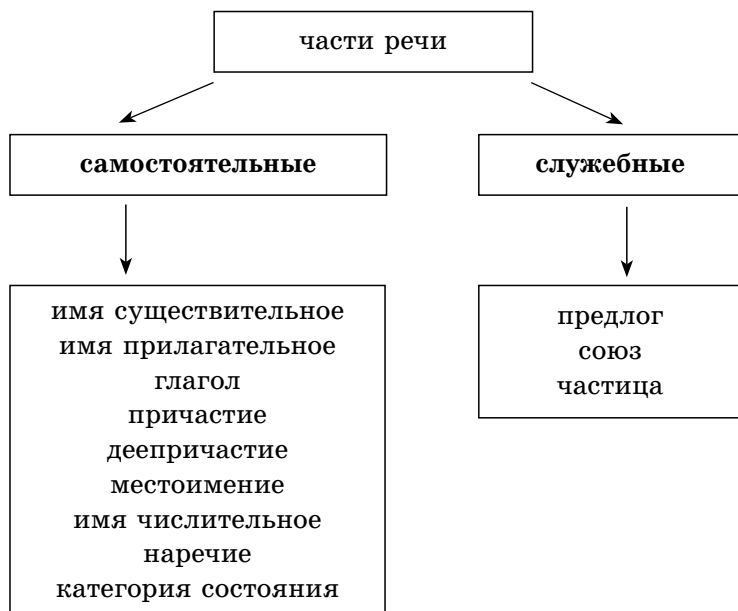 части речи
самостоятельные
служебные
имя существительное
имя прилагательное
глагол
причастие
деепричастие
местоимение
имя числительное
наречие
категория состояния
предлог
союз
частица